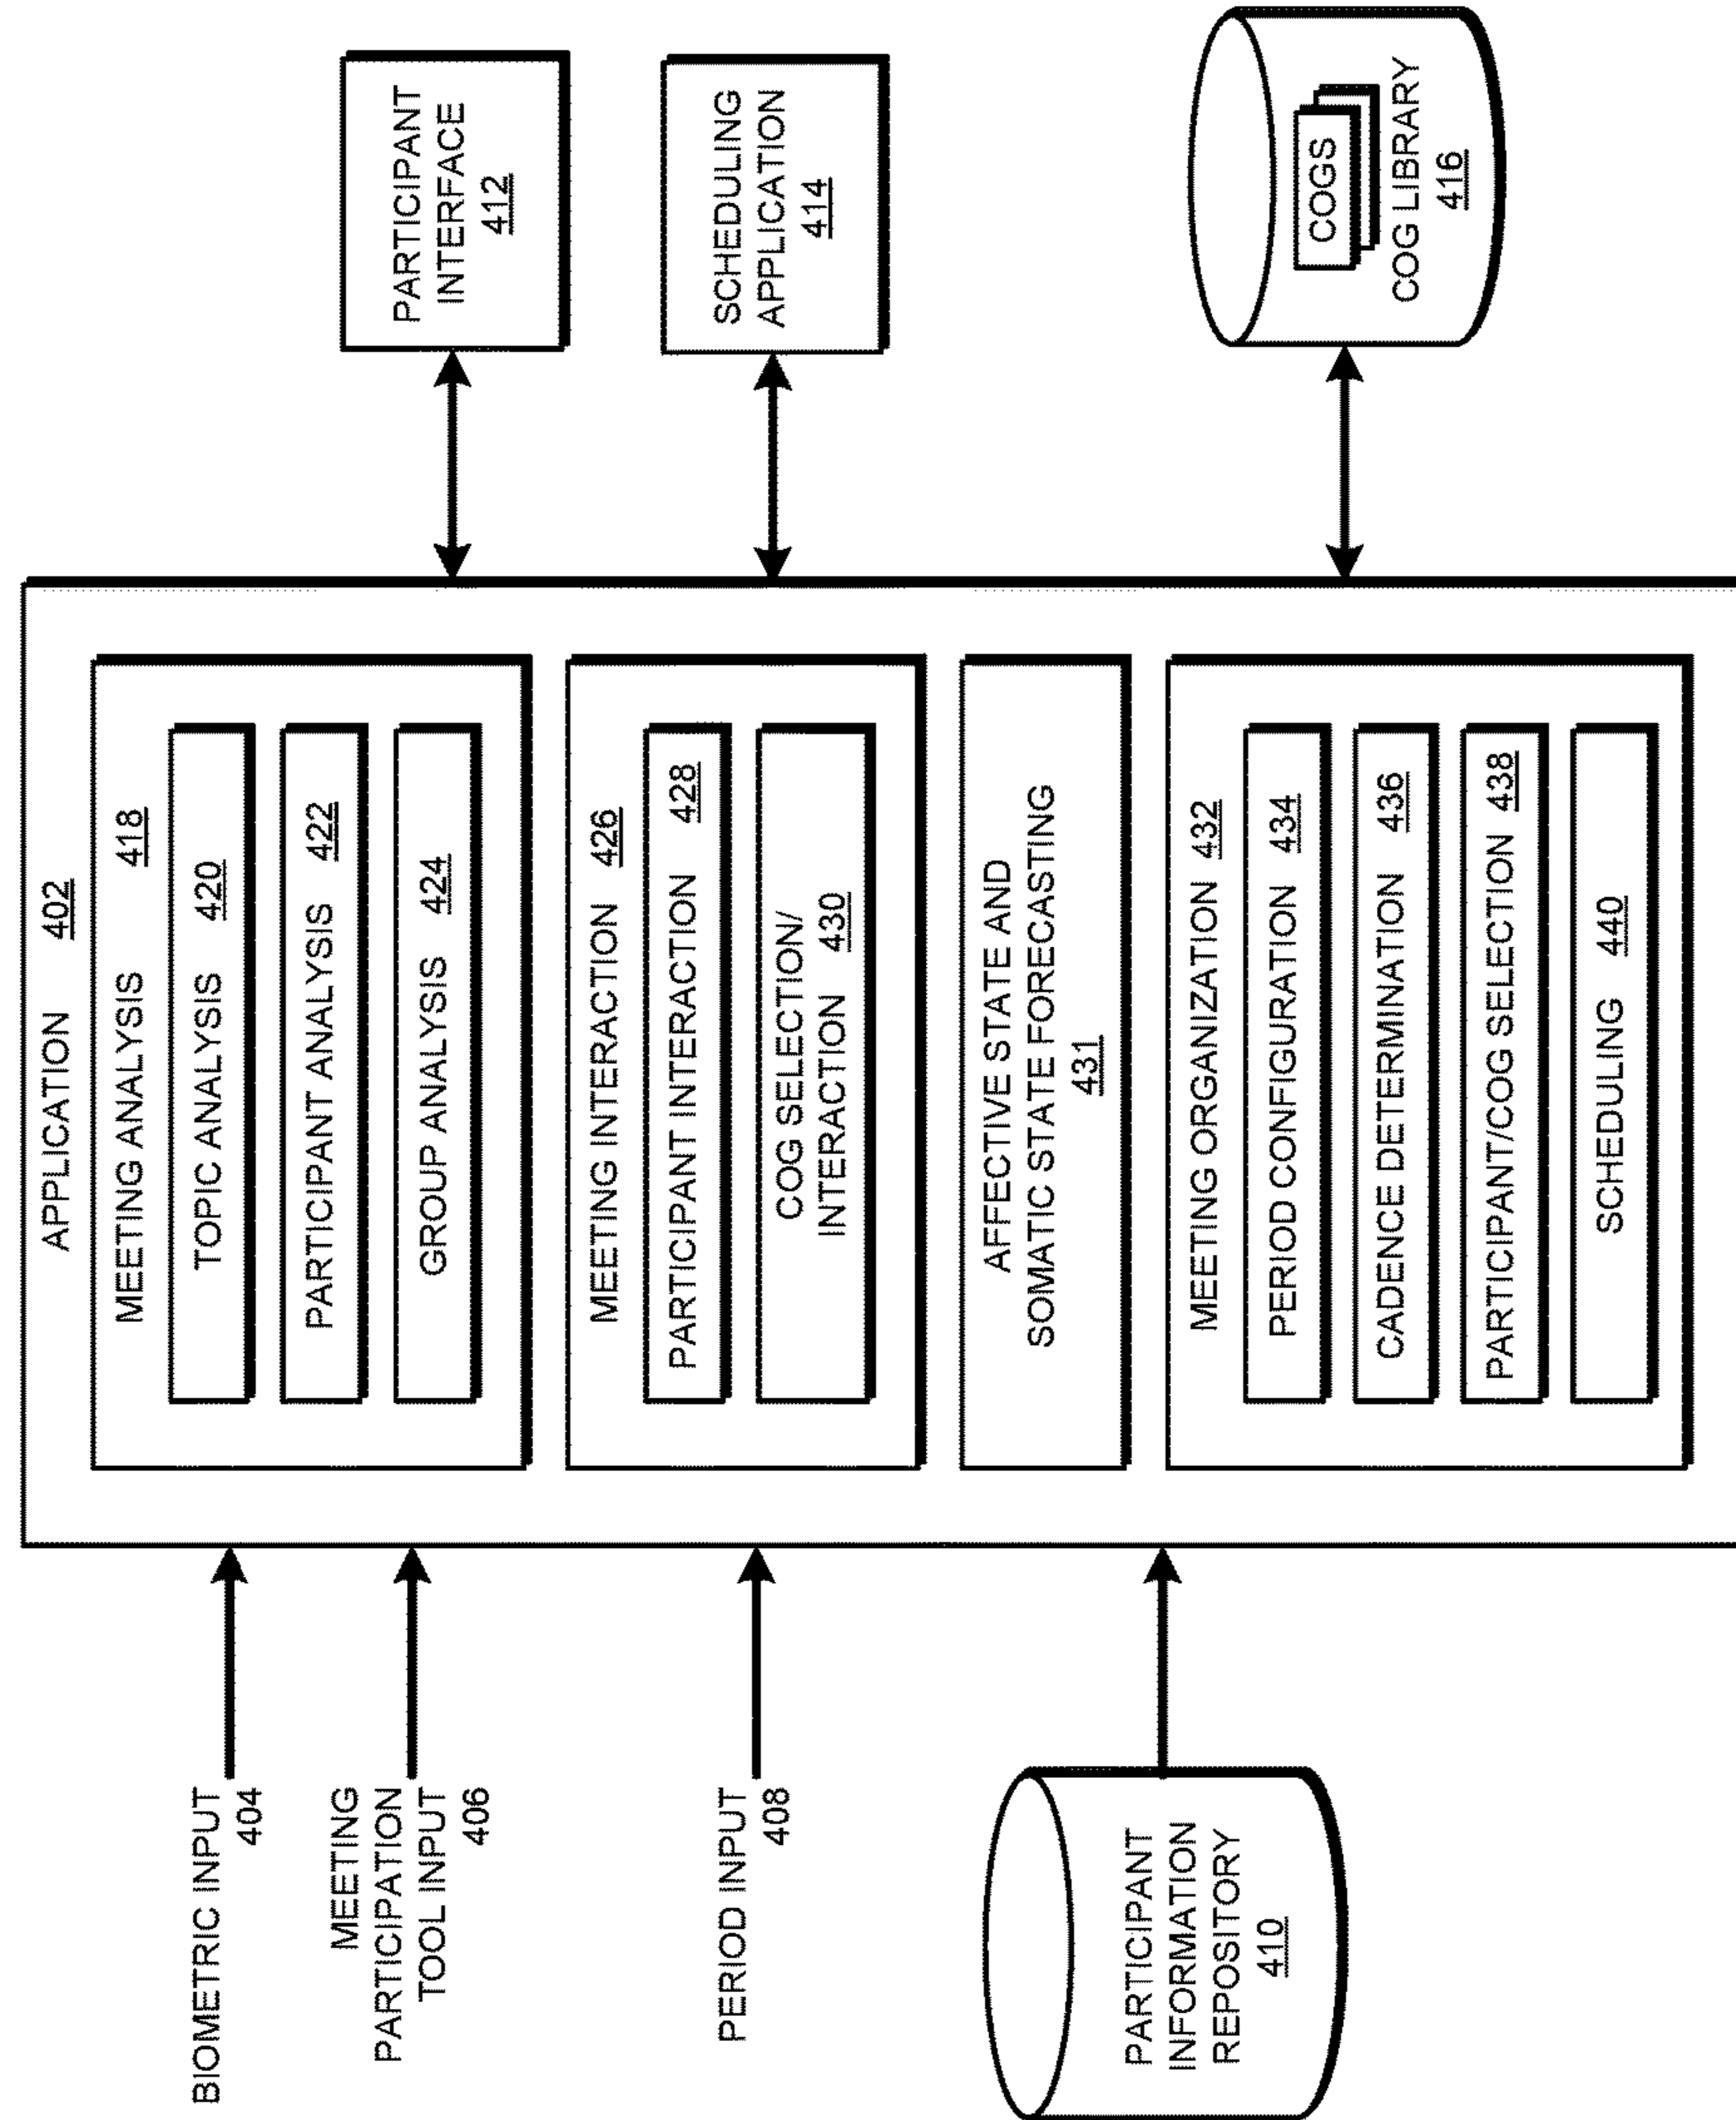 BIOMETRIC INPUT
404
MEETING
PARTICIPATION
TOOL INPUT
406
PERIOD INPUT
408
PARTICIPANT
INFORMATION
REPOSITORY
410
APPLICATION 402
MEETING ANALYSIS 418
TOPIC ANALYSIS 420
PARTICIPANT ANALYSIS 422
GROUP ANALYSIS 424
MEETING INTERACTION 426
PARTICIPANT INTERACTION 428
COG SELECTION/
INTERACTION 430
AFFECTIVE STATE AND
SOMATIC STATE FORECASTING
431
MEETING ORGANIZATION 432
PERIOD CONFIGURATION 434
CADENCE DETERMINATION 436
PARTICIPANT/COG SELECTION 438
SCHEDULING 440
PARTICIPANT
INTERFACE
412
SCHEDULING
APPLICATION
414
COGS
COG LIBRARY
416